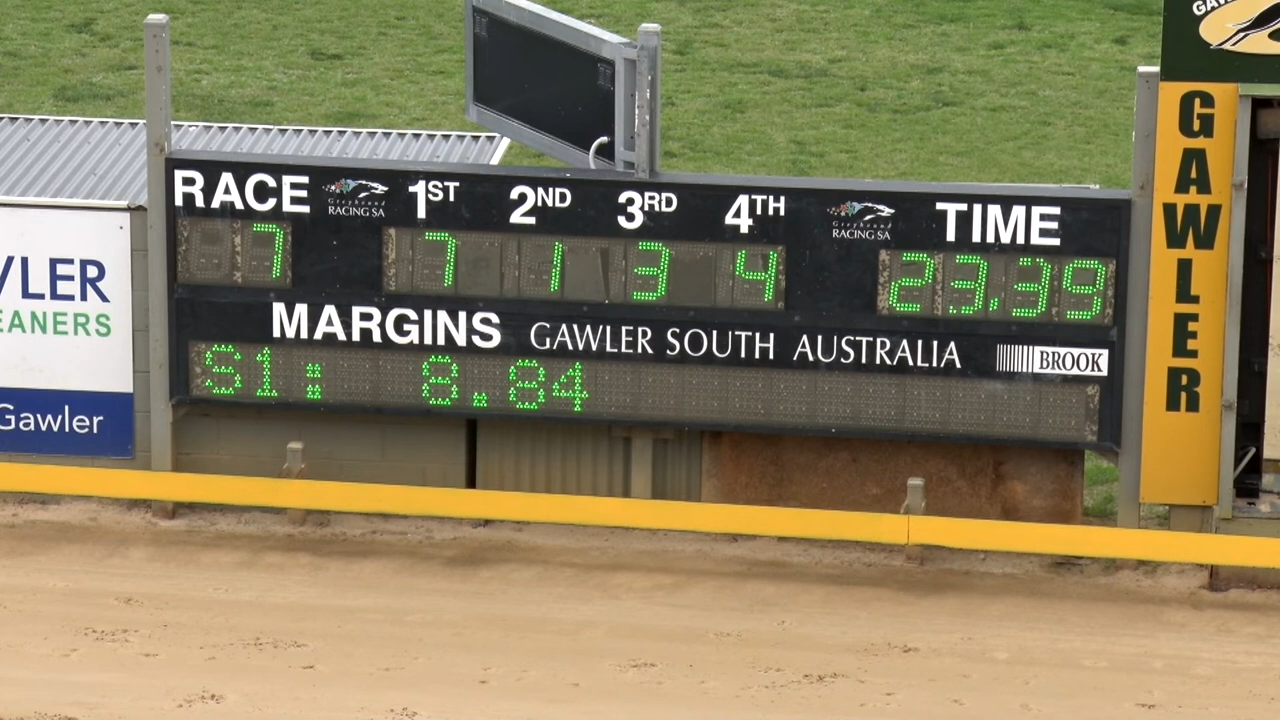 GAWLER
RACE 1ST 2ND 3RD 4TH TIME
Greyhound
RACING SA
Greyhound
RACING SA
7 7 1 3 4 23.39
MARGINS GAWLER SOUTH AUSTRALIA BROOK
S1: 8.84
EANERS
Gawler